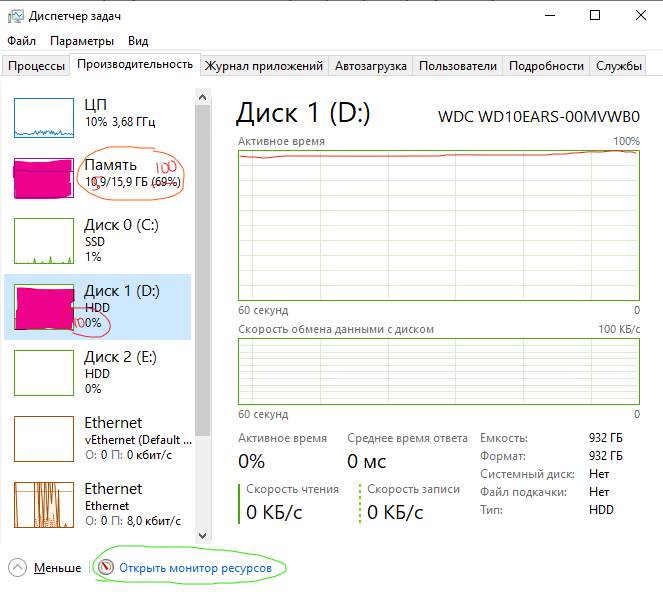 Диспетчер задач
Файл Параметры Вид
Процессы Производительность Журнал приложений Автозагрузка Пользователи Подробности Службы
ЦП
10% 3,68 ГГц
Память
100
10,9/15,9 ГБ (69%)
Диск 0 (C:)
SSD
1%
Диск 1 (D:)
HDD
100%
Диск 2 (E:)
HDD
0%
Ethernet
vEthernet (Default ...
О: 0 П: 0 кбит/с
Ethernet
Ethernet
О: 0 П: 8,0 кбит/с
Диск 1 (D:)
WDC WD10EARS-00MVWB0
Активное время 100%
60 секунд 0
Скорость обмена данными с диском 100 КБ/с
60 секунд 0
Активное время
0%
Среднее время ответа
0 мс
Скорость чтения
0 КБ/с
Скорость записи
0 КБ/с
Емкость: 932 ГБ
Формат: 932 ГБ
Системный диск: Нет
Файл подкачки: Нет
Тип: HDD
Меньше
Открыть монитор ресурсов